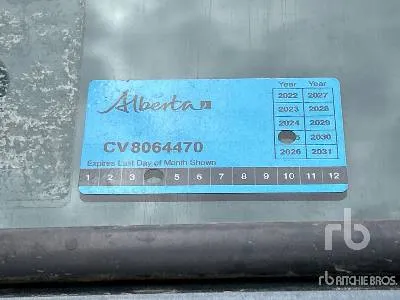 Alberta
Year Year
2022 2027
2023 2028
2024 2029
2030
2026 2031
CV8064470
Expires Last Day of Month Shown
1 2 3 5 6 7 8 9 10 11 12
rb
rb RITCHIE BROS.